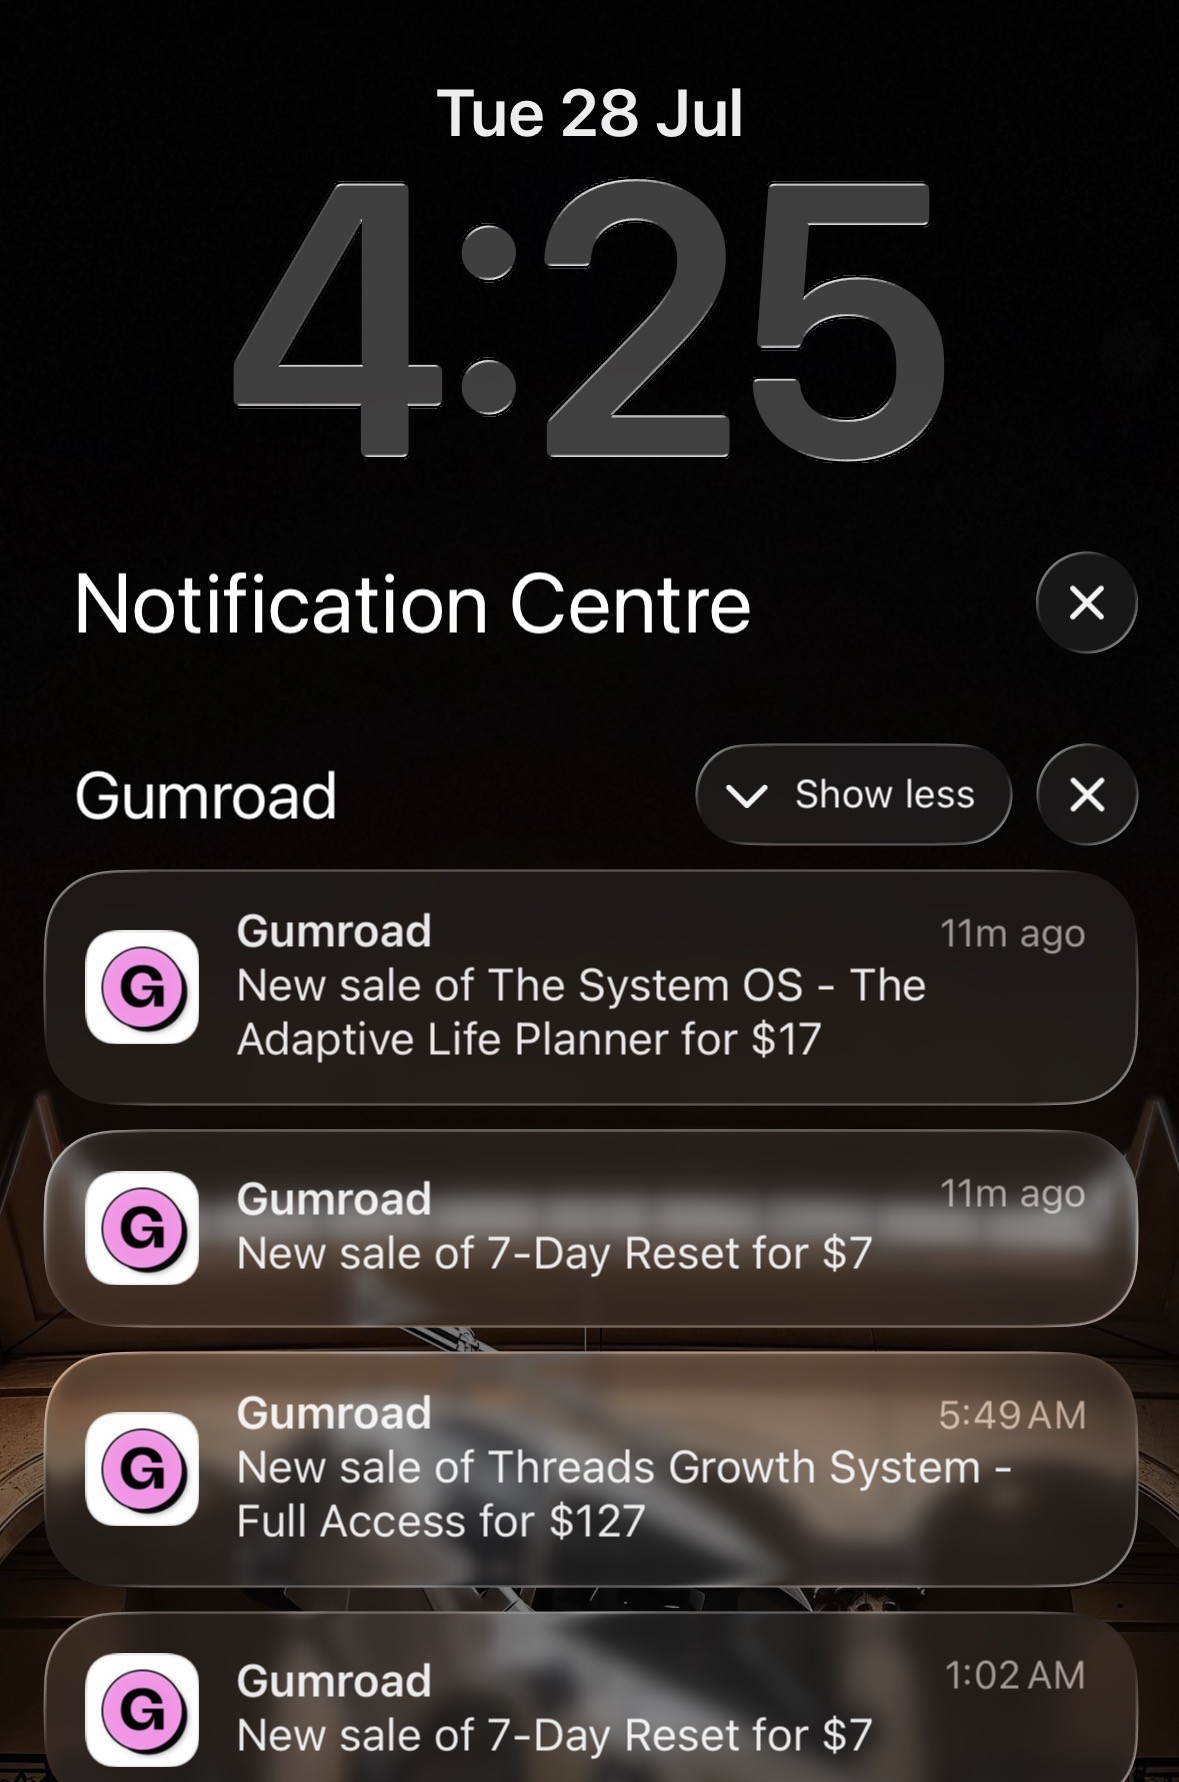 Tue 28 Jul
4:25
Notification Centre
Gumroad
Show less
Gumroad
11m ago
New sale of The System OS - The
Adaptive Life Planner for $17
Gumroad
11m ago
New sale of 7-Day Reset for $7
Gumroad
5:49 AM
New sale of Threads Growth System -
Full Access for $127
Gumroad
1:02 AM
New sale of 7-Day Reset for $7